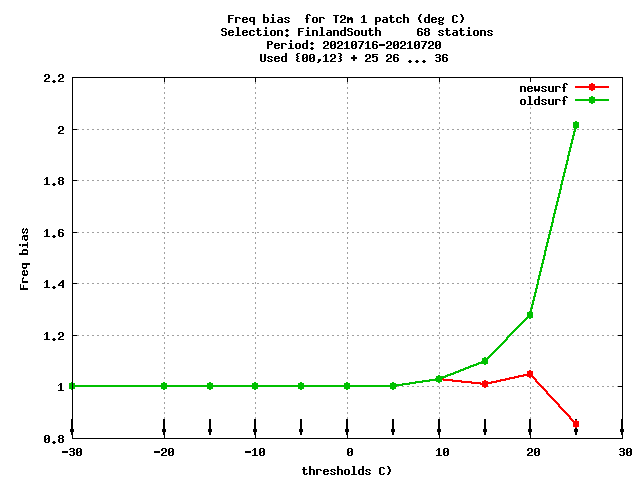 Freq bias  for T2m 1 patch (deg C)
Selection: FinlandSouth     68 stations
Period: 20210716-20210720
Used {00,12} + 25 26 ... 36
newsurf
oldsurf
2.2
2
1.8
1.6
1.4
1.2
1
0.8
Freq bias
-30 -20 -10 0 10 20 30
thresholds C)